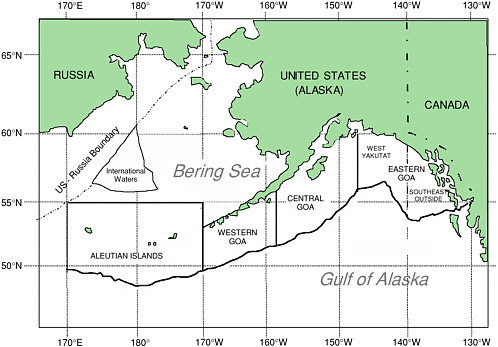 170°E 180° 170°W 160°W 150°W 140°W 130°W
65°N
RUSSIA
UNITED STATES
(ALASKA)
CANADA
60°N
US - Russia Boundary
International
Waters
Bering Sea
WEST
YAKUTAT
EASTERN
GOA
SOUTHEAST
OUTSIDE
55°N
CENTRAL
GOA
WESTERN
GOA
ALEUTIAN ISLANDS
50°N
Gulf of Alaska
170°E 180° 170°W 160°W 150°W 140°W 130°W